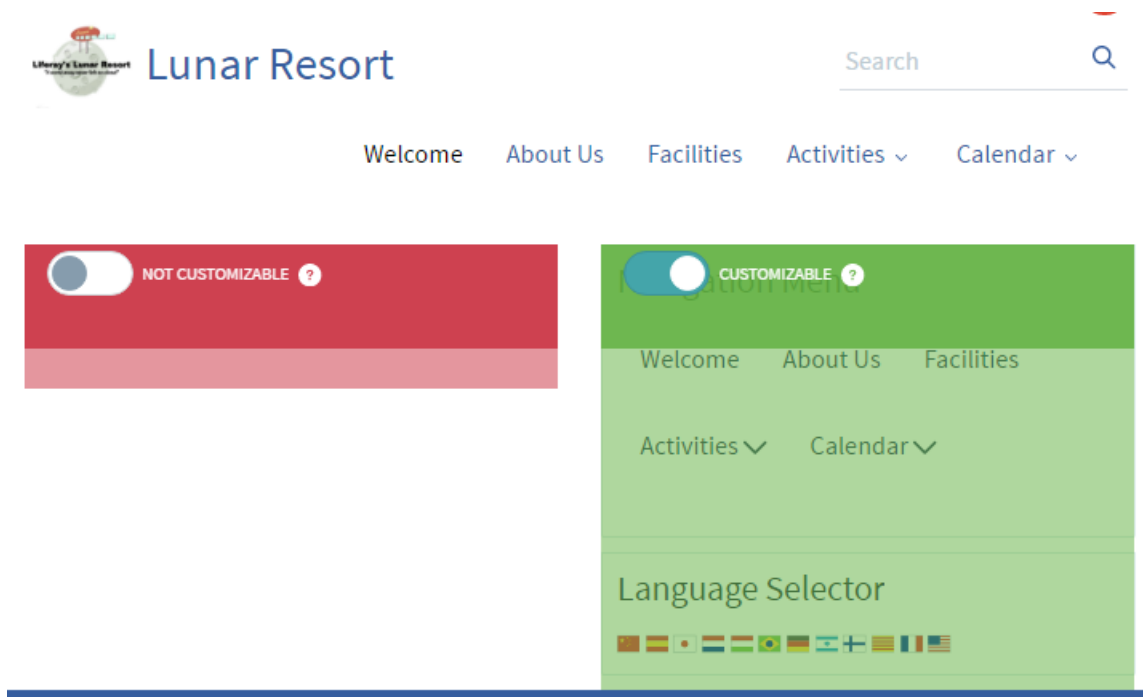 Liferay's Lunar Resort
Lunar Resort
Search
Welcome About Us Facilities Activities Calendar
NOT CUSTOMIZABLE ?
CUSTOMIZABLE ?
Navigation Menu
Welcome About Us Facilities
Activities Calendar
Language Selector